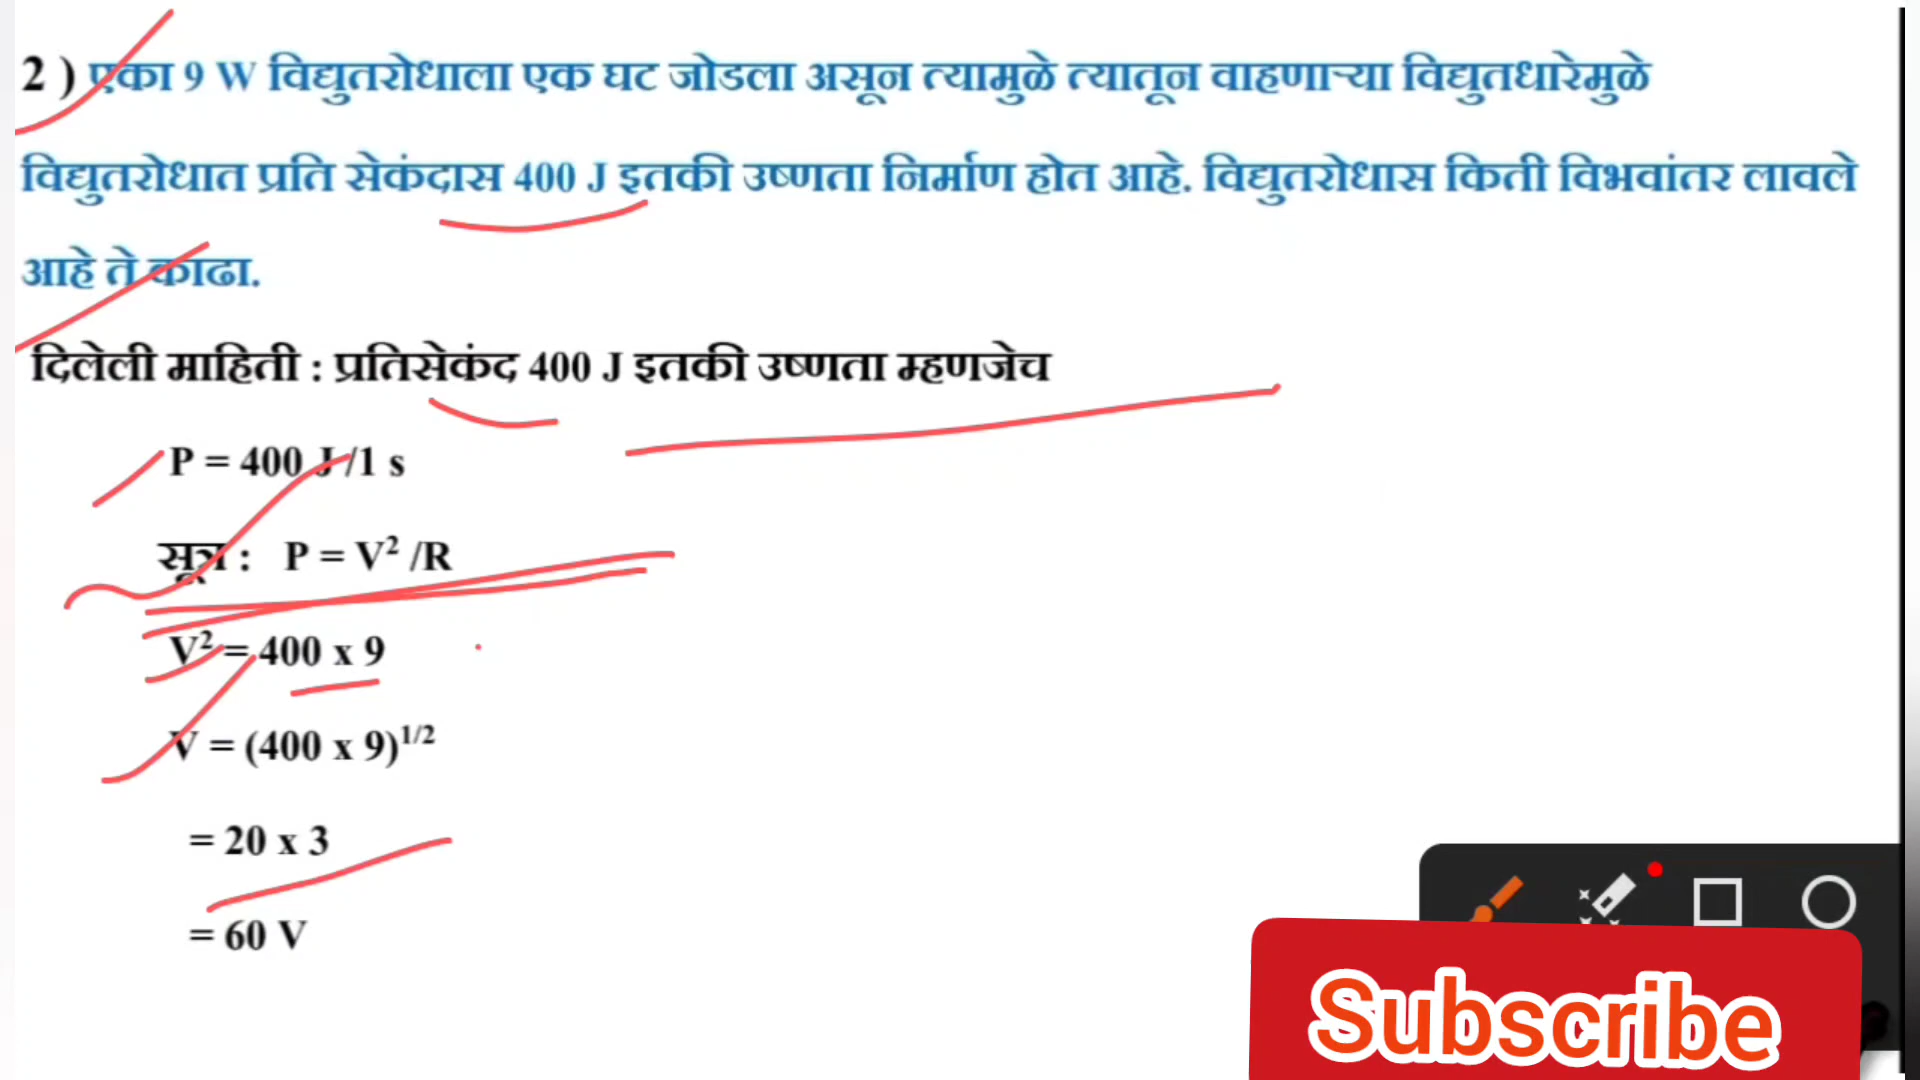 2 ) एका 9 W विद्युतरोधाला एक घट जोडला असून त्यामुळे त्यातून वाहणाऱ्या विद्युतधारेमुळे
विद्युतरोधात प्रति सेकंदास 400 J इतकी उष्णता निर्माण होत आहे. विद्युतरोधास किती विभवांतर लावले
आहे ते काढा.
दिलेली माहिती : प्रतिसेकंद 400 J इतकी उष्णता म्हणजेच
P = 400 J /1 s
सूत्र : P = V² /R
V² = 400 x 9
V = (400 x 9)^1/2
= 20 x 3
= 60 V
Subscribe